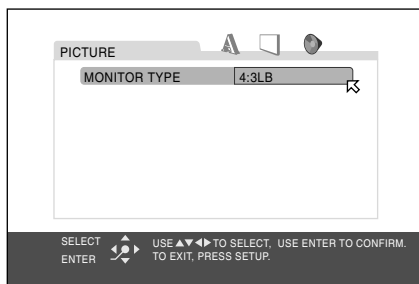 PICTURE
MONITOR TYPE 4:3LB
SELECT
ENTER
USE ▲▼◀▶ TO SELECT, USE ENTER TO CONFIRM.
TO EXIT, PRESS SETUP.